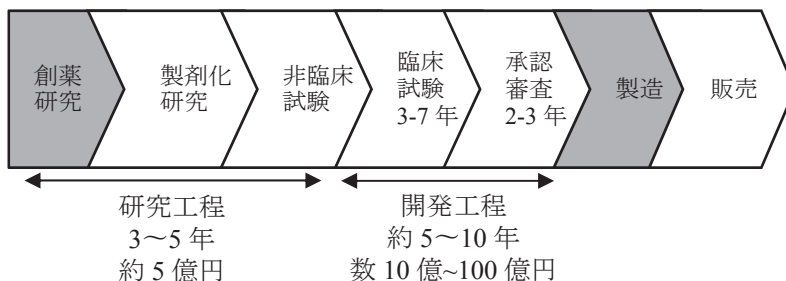 創薬
研究
製剤化
研究
非臨床
試験
臨床
試験
3-7 年
承認
審査
2-3 年
製造
販売
研究工程
3～5 年
約 5 億円
開発工程
約 5～10 年
数 10 億~100 億円